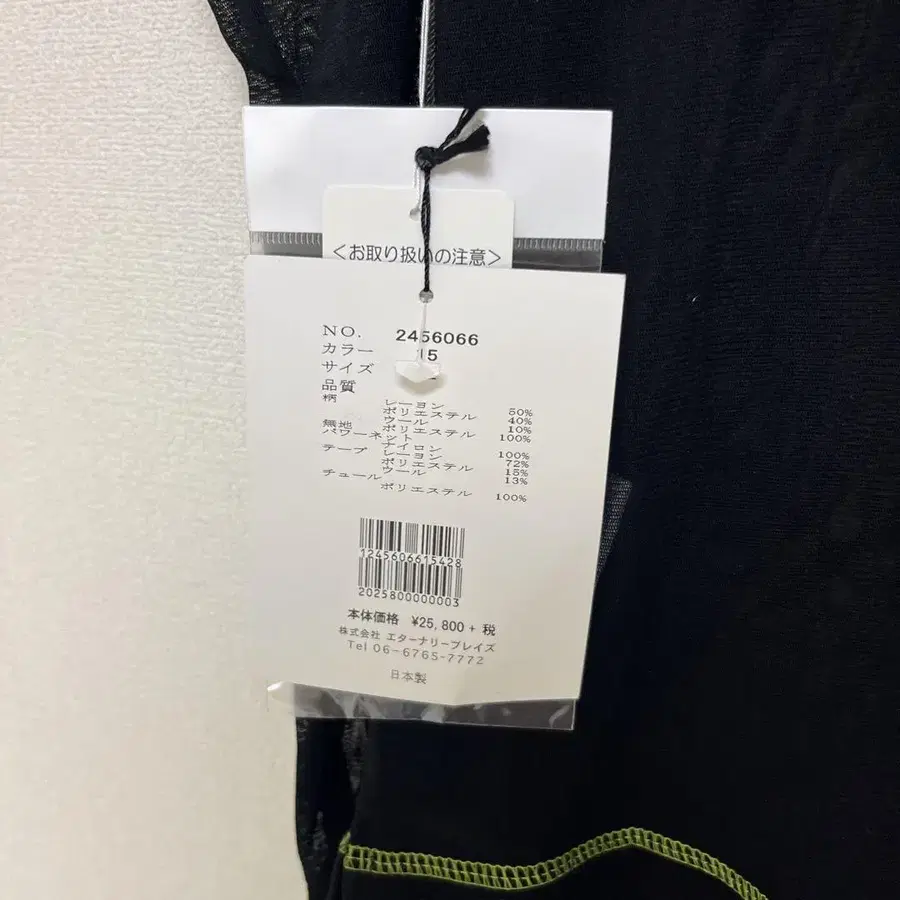 <お取り扱いの注意>
NO. 2456066
カラー 15
サイズ
品質
柄 レーヨン 50%
ポリエステル 40%
ウール 10%
無地 ポリエステル 100%
パワーネット
ナイロン 100%
テープ レーヨン 72%
ポリエステル 15%
ウール 13%
チュール
ポリエステル 100%
1245606615428
2025800000003
本体価格 ¥25,800 + 税
株式会社 エターナリープレイズ
Tel 06-6765-7772
日本製